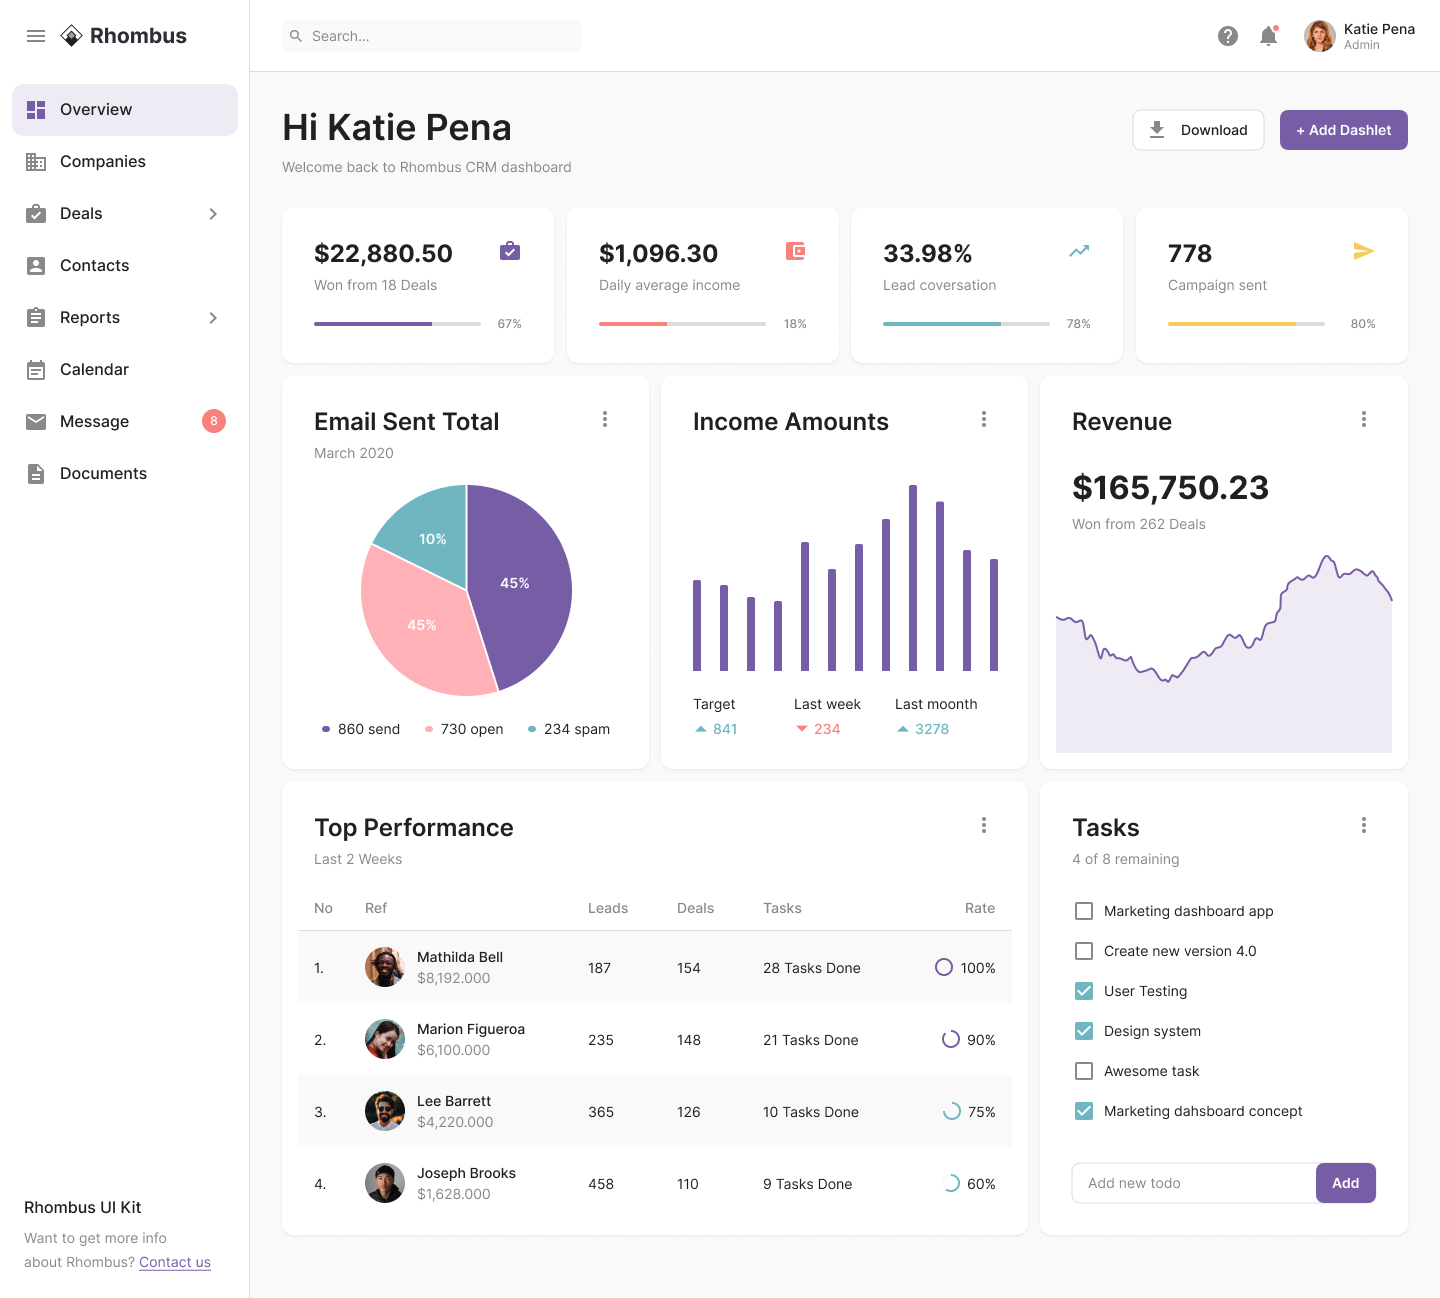 Rhombus
Search...
Katie Pena
Admin
Overview
Companies
Deals
Contacts
Reports
Calendar
Message
8
Documents
Rhombus UI Kit
Want to get more info
about Rhombus? Contact us
Hi Katie Pena
Welcome back to Rhombus CRM dashboard
Download
+ Add Dashlet
$22,880.50
Won from 18 Deals
67%
$1,096.30
Daily average income
18%
33.98%
Lead coversation
78%
778
Campaign sent
80%
Email Sent Total
March 2020
10%
45%
45%
860 send
730 open
234 spam
Income Amounts
Target
Last week
Last moonth
841
234
3278
Revenue
$165,750.23
Won from 262 Deals
Top Performance
Last 2 Weeks
No Ref Leads Deals Tasks Rate
1. Mathilda Bell 187 154 28 Tasks Done 100%
$8,192.000
2. Marion Figueroa 235 148 21 Tasks Done 90%
$6,100.000
3. Lee Barrett 365 126 10 Tasks Done 75%
$4,220.000
4. Joseph Brooks 458 110 9 Tasks Done 60%
$1,628.000
Tasks
4 of 8 remaining
Marketing dashboard app
Create new version 4.0
User Testing
Design system
Awesome task
Marketing dahsboard concept
Add new todo
Add